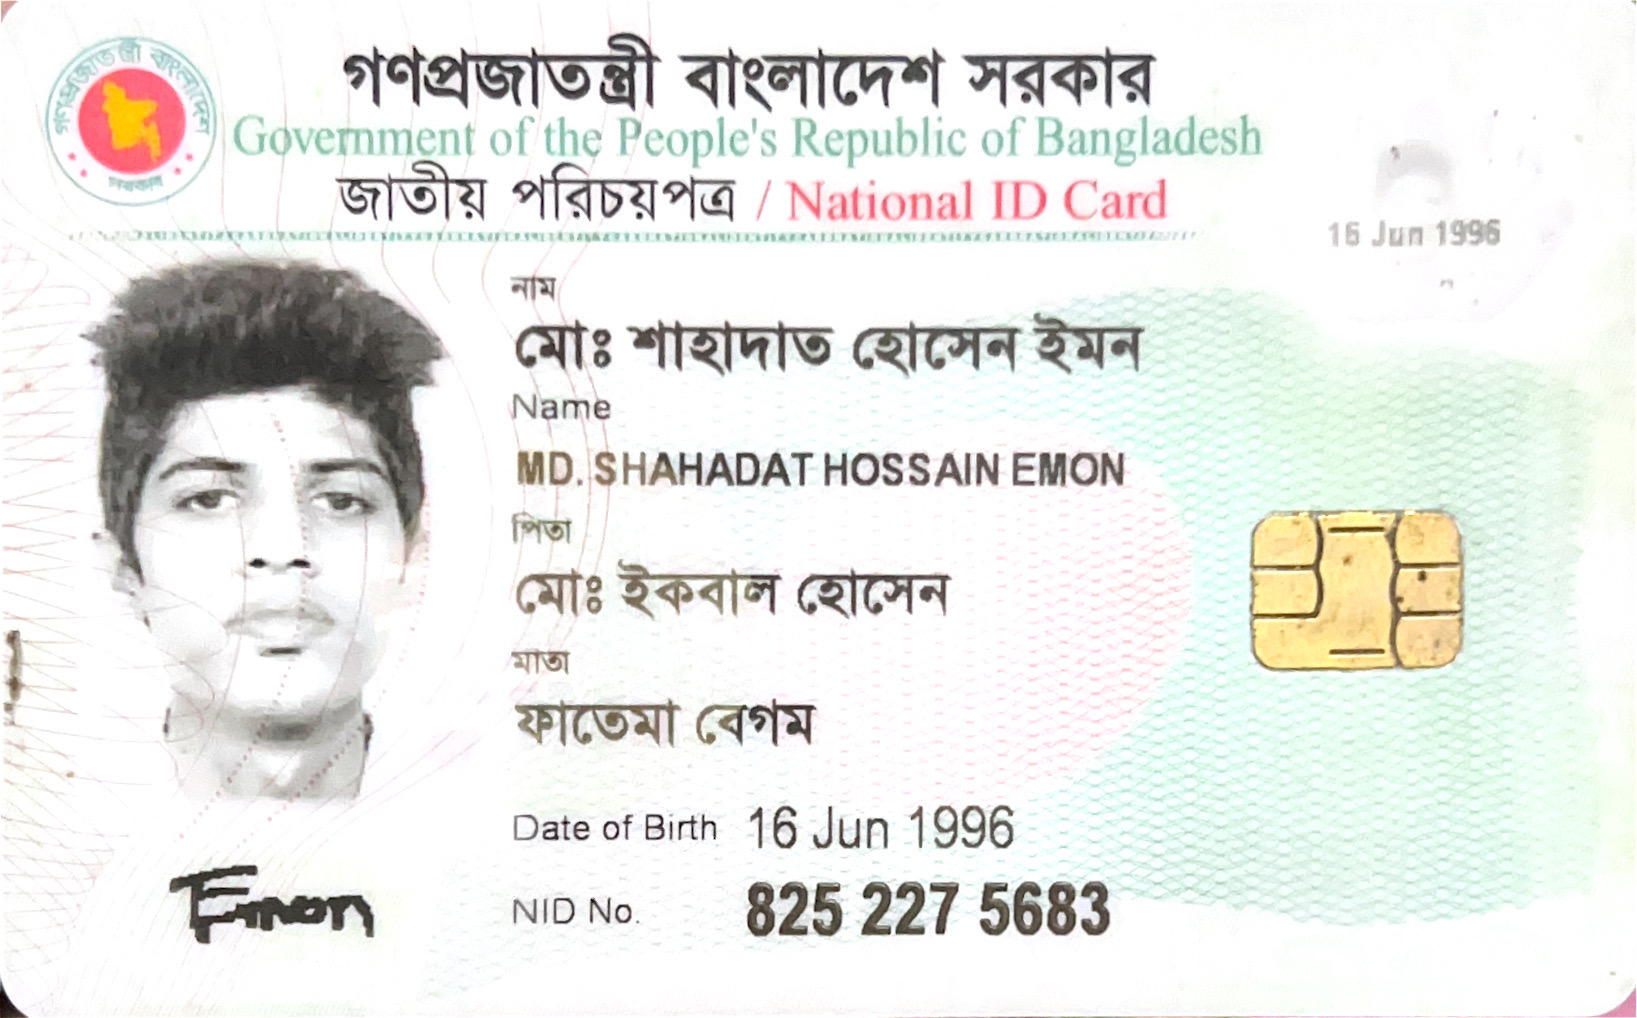 গণপ্রজাতন্ত্রী বাংলাদেশ সরকার
Government of the People's Republic of Bangladesh
জাতীয় পরিচয়পত্র / National ID Card
গণপ্রজাতন্ত্রী বাংলাদেশ
16 Jun 1996
নাম
মোঃ শাহাদাত হোসেন ইমন
Name
MD. SHAHADAT HOSSAIN EMON
পিতা
মোঃ ইকবাল হোসেন
মাতা
ফাতেমা বেগম
Date of Birth 16 Jun 1996
Emon
NID No. 825 227 5683